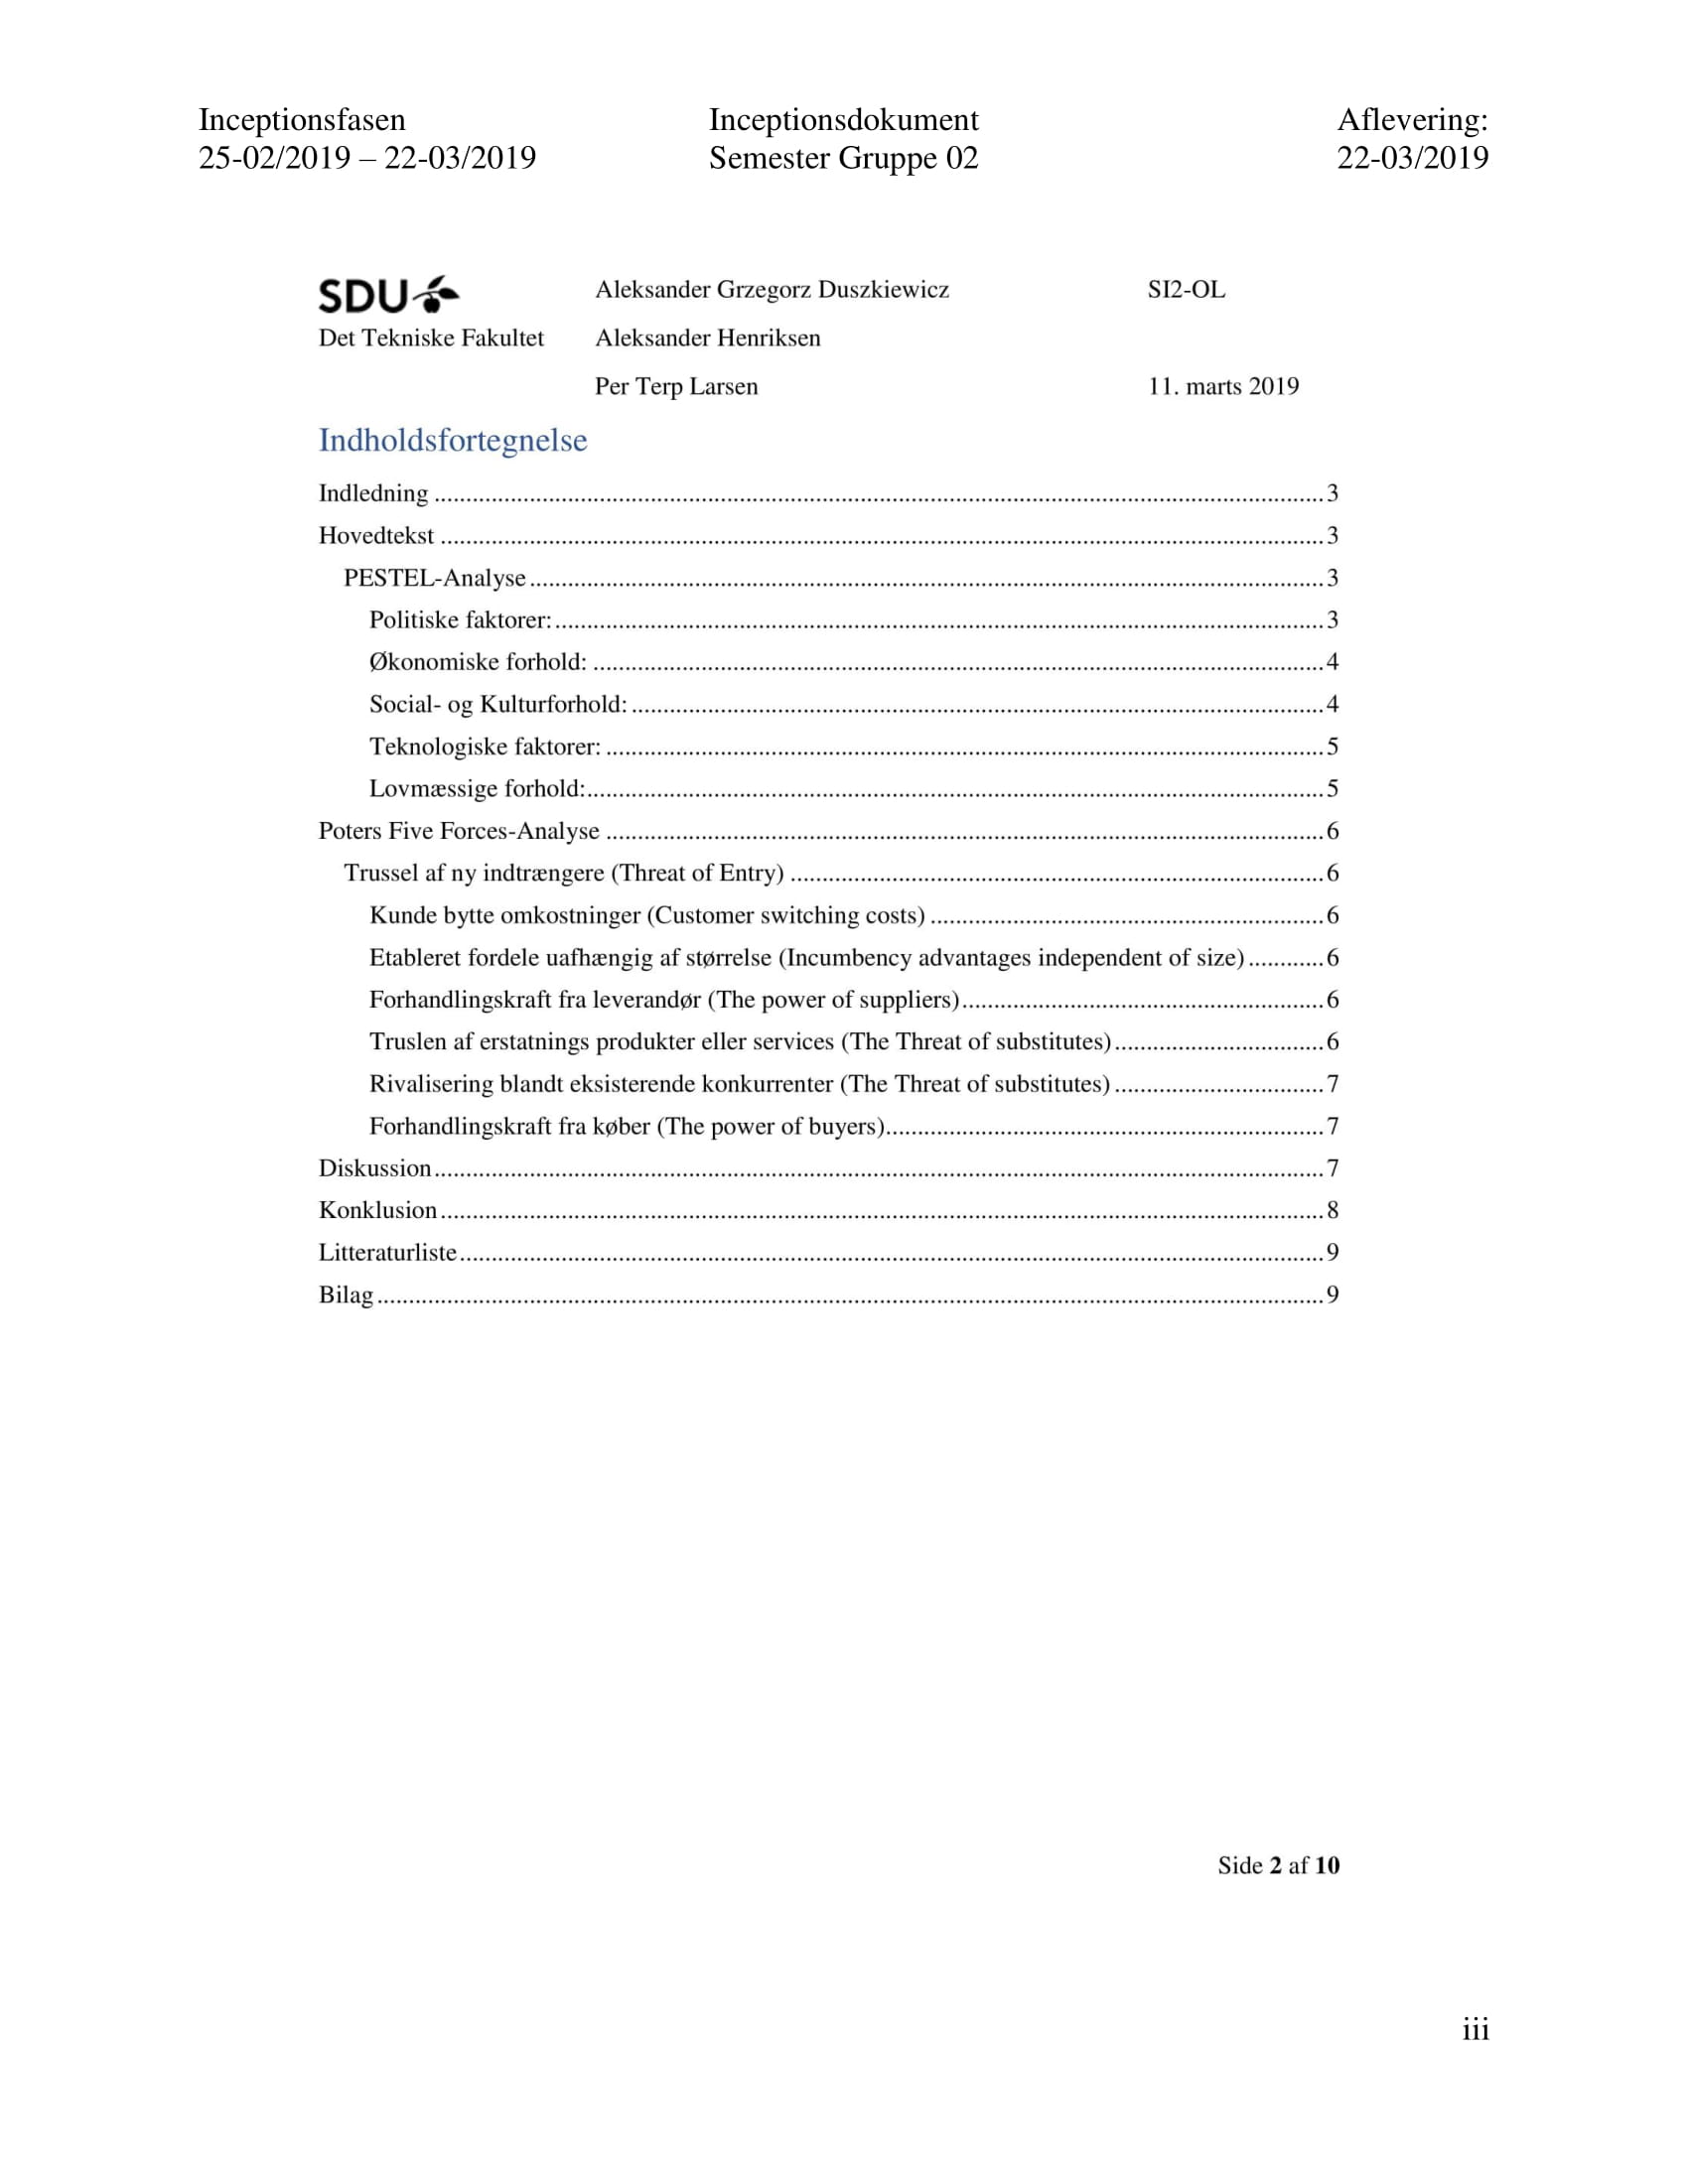 Inceptionsfasen Inceptionsdokument Aflevering:
25-02/2019 – 22-03/2019 Semester Gruppe 02 22-03/2019
SDU Aleksander Grzegorz Duszkiewicz SI2-OL
Det Tekniske Fakultet Aleksander Henriksen
Per Terp Larsen 11. marts 2019
Indholdsfortegnelse
Indledning 3
Hovedtekst 3
PESTEL-Analyse 3
Politiske faktorer: 3
Økonomiske forhold: 4
Social- og Kulturforhold: 4
Teknologiske faktorer: 5
Lovmæssige forhold: 5
Poters Five Forces-Analyse 6
Trussel af ny indtrængere (Threat of Entry) 6
Kunde bytte omkostninger (Customer switching costs) 6
Etableret fordele uafhængig af størrelse (Incumbency advantages independent of size) 6
Forhandlingskraft fra leverandør (The power of suppliers) 6
Truslen af erstatnings produkter eller services (The Threat of substitutes) 6
Rivalisering blandt eksisterende konkurrenter (The Threat of substitutes) 7
Forhandlingskraft fra køber (The power of buyers) 7
Diskussion 7
Konklusion 8
Litteraturliste 9
Bilag 9
Side 2 af 10
iii